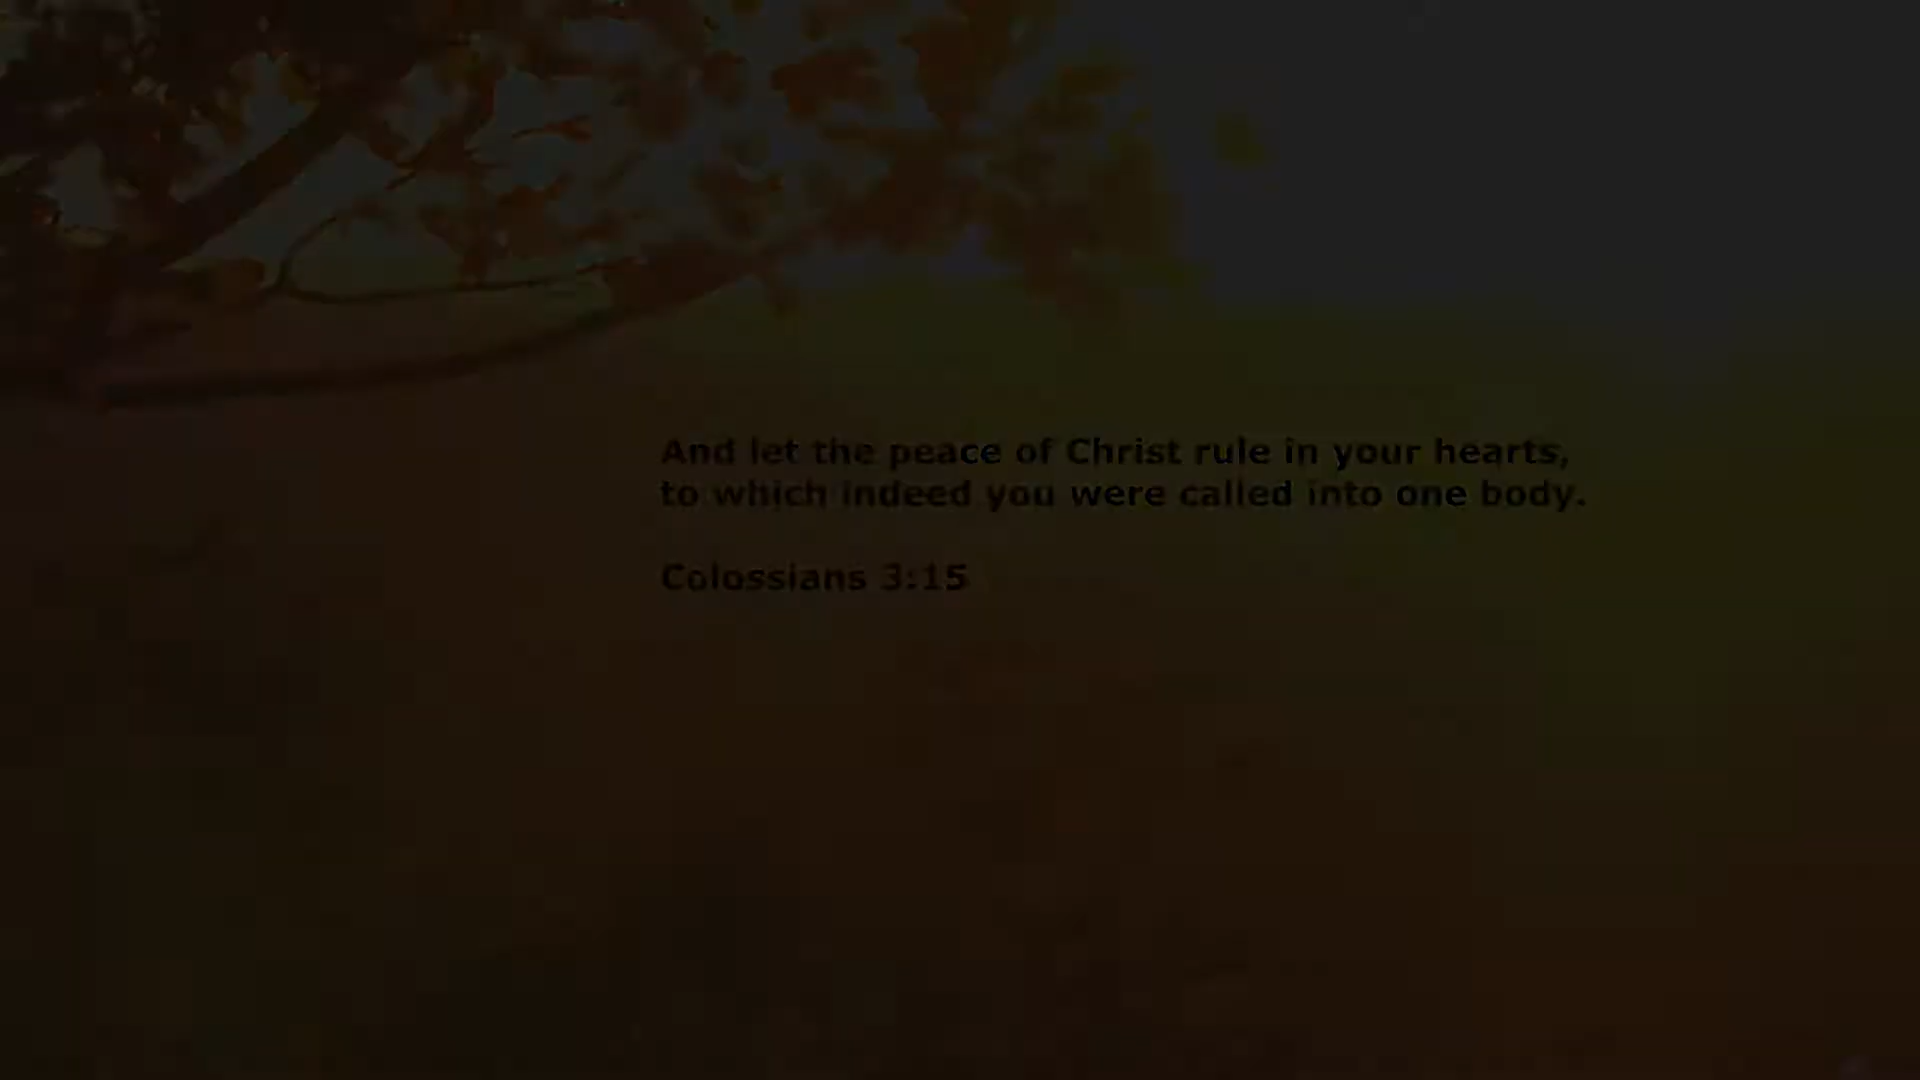 And let the peace of Christ rule in your hearts,
to which indeed you were called into one body.
Colossians 3:15